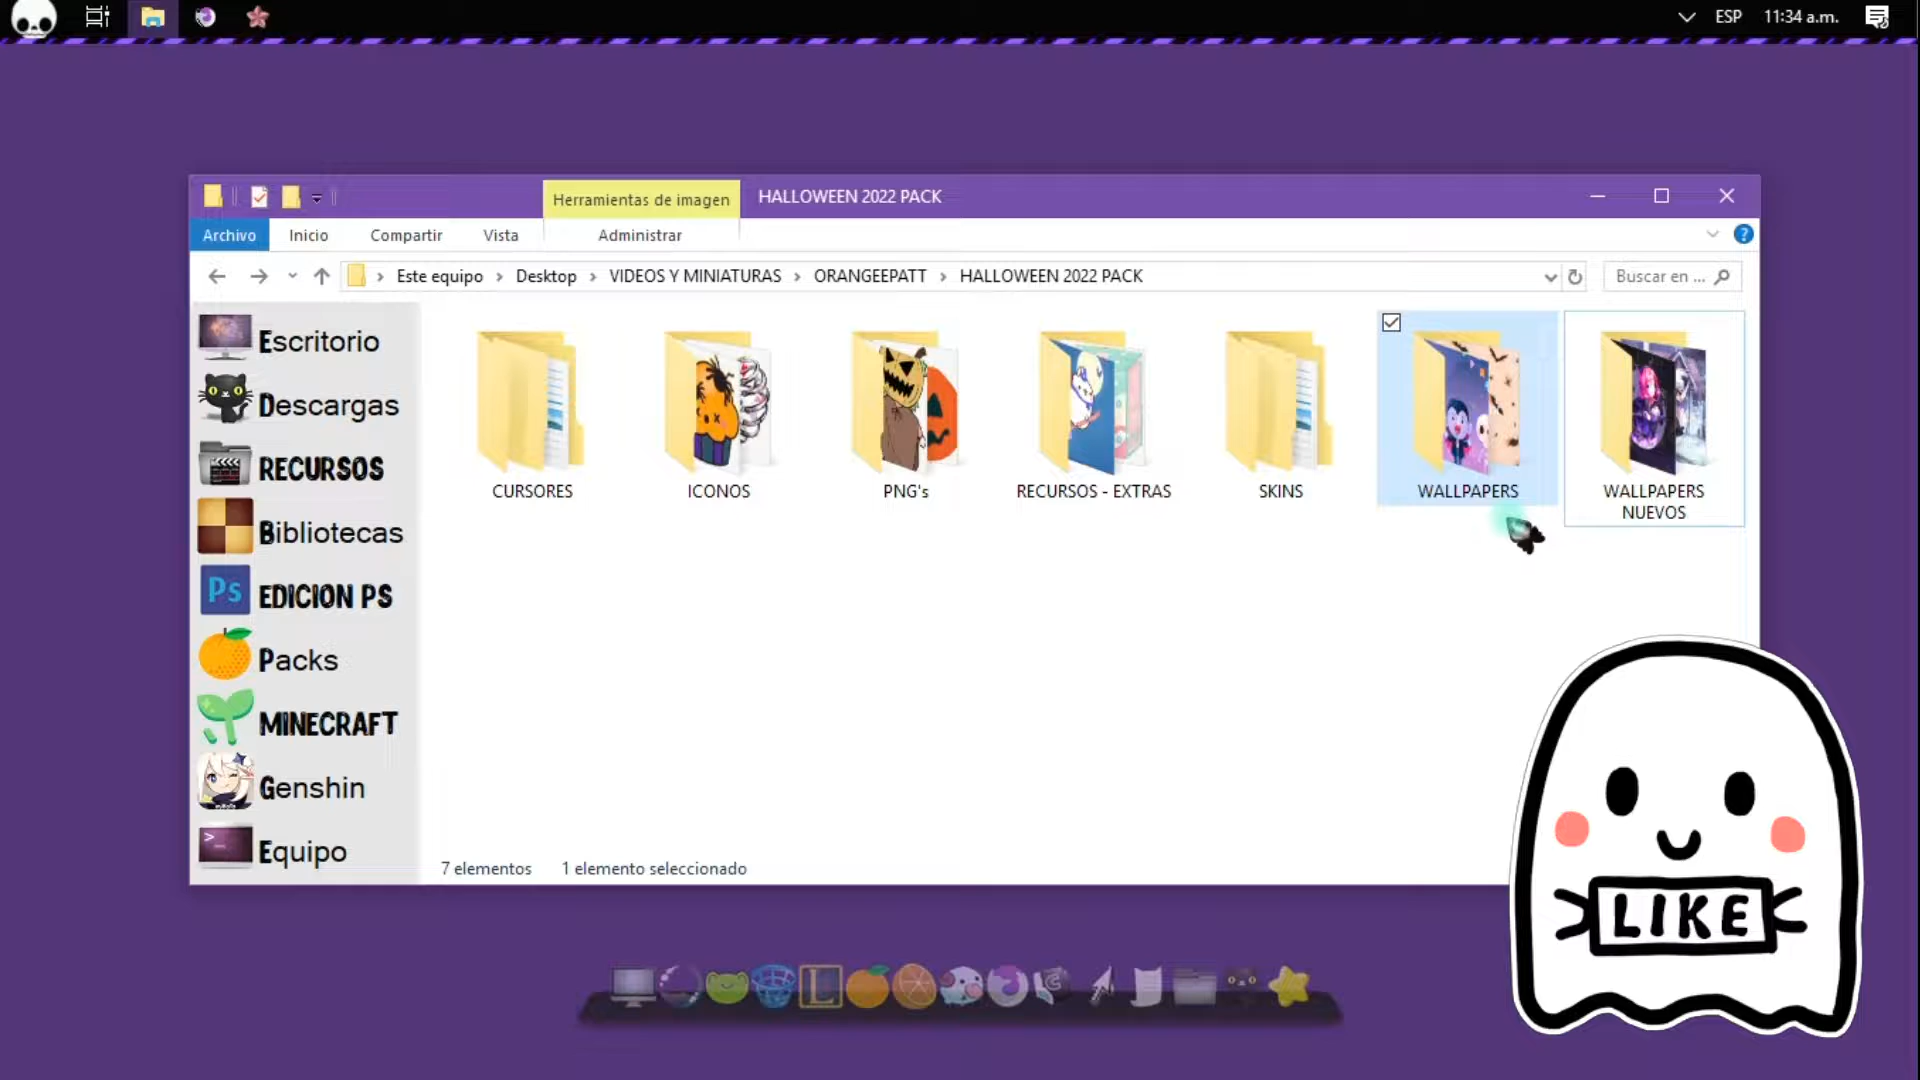 ESP 11:34 a.m.
Herramientas de imagen HALLOWEEN 2022 PACK
Archivo Inicio Compartir Vista Administrar
Este equipo > Desktop > VIDEOS Y MINIATURAS > ORANGEEPATT > HALLOWEEN 2022 PACK Buscar en ...
Escritorio
Descargas
RECURSOS
Bibliotecas
Ps EDICION PS
Packs
MINECRAFT
Genshin
Equipo
CURSORES
ICONOS
PNG's
RECURSOS - EXTRAS
SKINS
WALLPAPERS
WALLPAPERS
NUEVOS
7 elementos 1 elemento seleccionado
LIKE
L